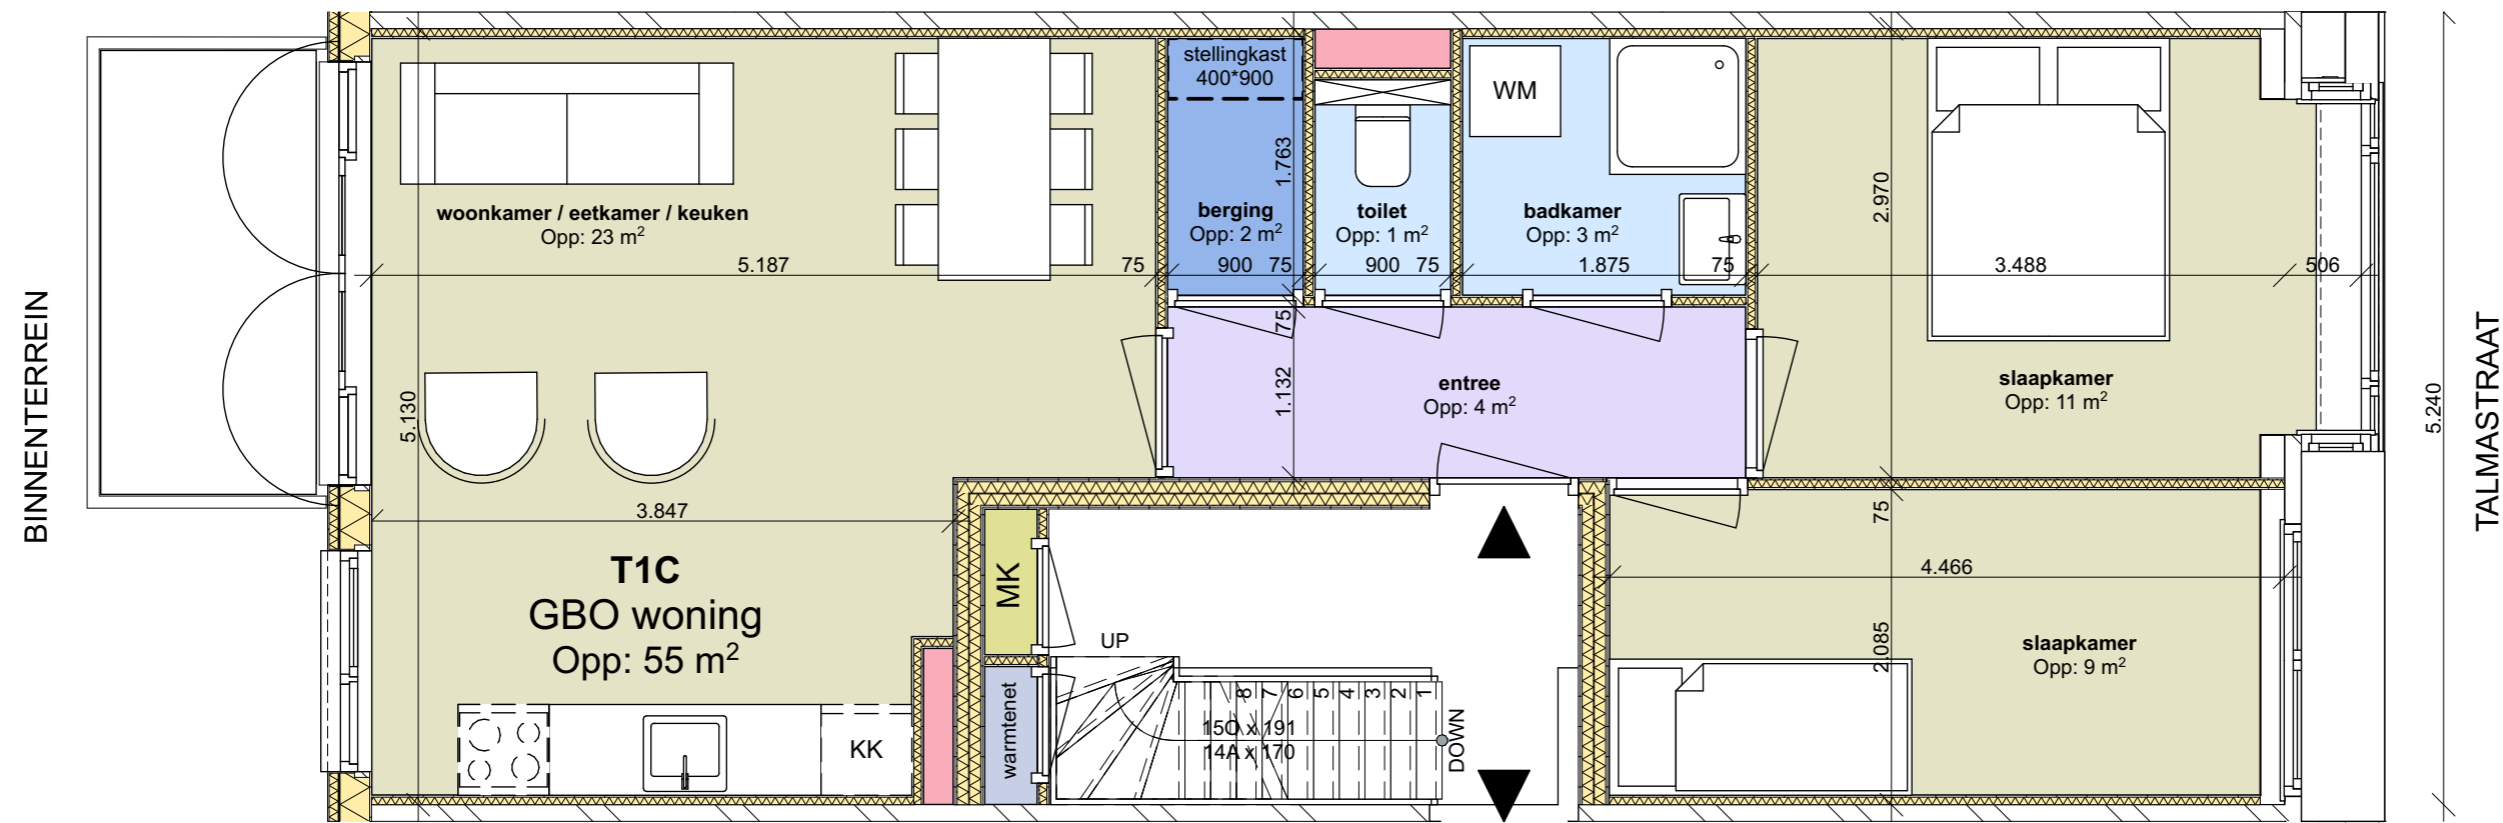 stellingkast
400*900
WM
1.763
2.970
woonkamer / eetkamer / keuken
Opp: 23 m²
berging
Opp: 2 m²
toilet
Opp: 1 m²
badkamer
Opp: 3 m²
5.187
75
900
75
900
75
1.875
75
3.488
506
BINNENTERREIN
5.130
75
1.132
entree
Opp: 4 m²
slaapkamer
Opp: 11 m²
5.240
TALMASTRAAT
3.847
75
T1C
GBO woning
Opp: 55 m²
MK
4.466
UP
2.085
slaapkamer
Opp: 9 m²
warmtenet
8 7 6 5 4 3 2 1
15O x 191
14A x 170
DOWN
KK